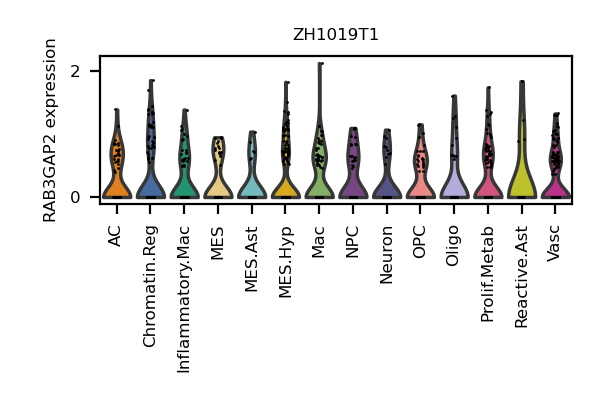 ZH1019T1
RAB3GAP2 expression
2
0
AC
Chromatin.Reg
Inflammatory.Mac
MES
MES.Ast
MES.Hyp
Mac
NPC
Neuron
OPC
Oligo
Prolif.Metab
Reactive.Ast
Vasc